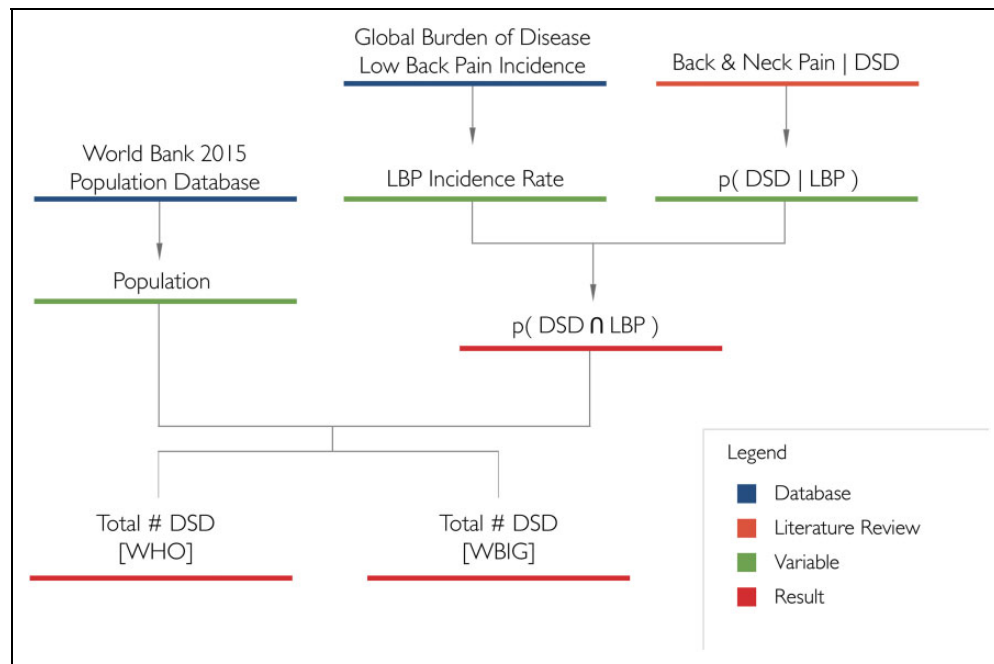 Global Burden of Disease
Low Back Pain Incidence
Back & Neck Pain | DSD
World Bank 2015
Population Database
LBP Incidence Rate
p( DSD | LBP )
Population
p( DSD ∩ LBP )
Total # DSD
[WHO]
Total # DSD
[WBIG]
Legend
Database
Literature Review
Variable
Result